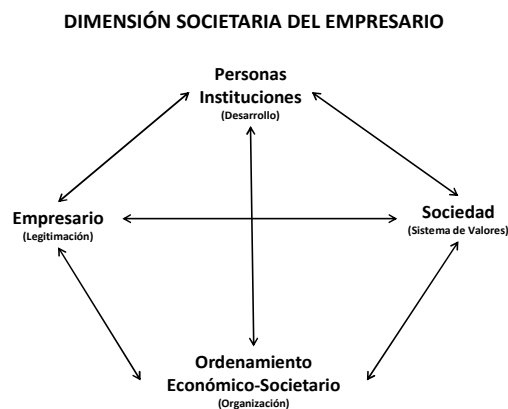 DIMENSIÓN SOCIETARIA DEL EMPRESARIO
Personas
Instituciones
(Desarrollo)
Empresario
(Legitimación)
Sociedad
(Sistema de Valores)
Ordenamiento
Económico-Societario
(Organización)